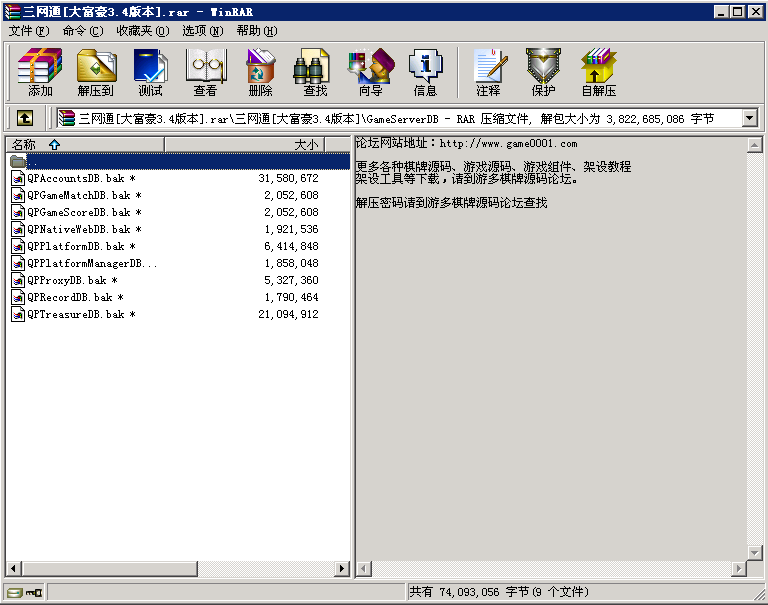 三网通[大富豪3.4版本].rar - WinRAR
文件(F) 命令(C) 收藏夹(O) 选项(N) 帮助(H)
添加 解压到 测试 查看 删除 查找 向导 信息 注释 保护 自解压
三网通[大富豪3.4版本].rar\三网通[大富豪3.4版本]\GameServerDB - RAR 压缩文件, 解包大小为 3,822,685,086 字节
名称 大小
..
QPAccountsDB.bak * 31,580,672
QPGameMatchDB.bak * 2,052,608
QPGameScoreDB.bak * 2,052,608
QPNativeWebDB.bak * 1,921,536
QPPlatformDB.bak * 6,414,848
QPPlatformManagerDB... 1,858,048
QPProxyDB.bak * 5,327,360
QPRecordDB.bak * 1,790,464
QPTreasureDB.bak * 21,094,912
论坛网站地址：http://www.game0001.com
更多各种棋牌源码、游戏源码、游戏组件、架设教程
架设工具等下载，请到游多棋牌源码论坛。
解压密码请到游多棋牌源码论坛查找
共有 74,093,056 字节(9 个文件)